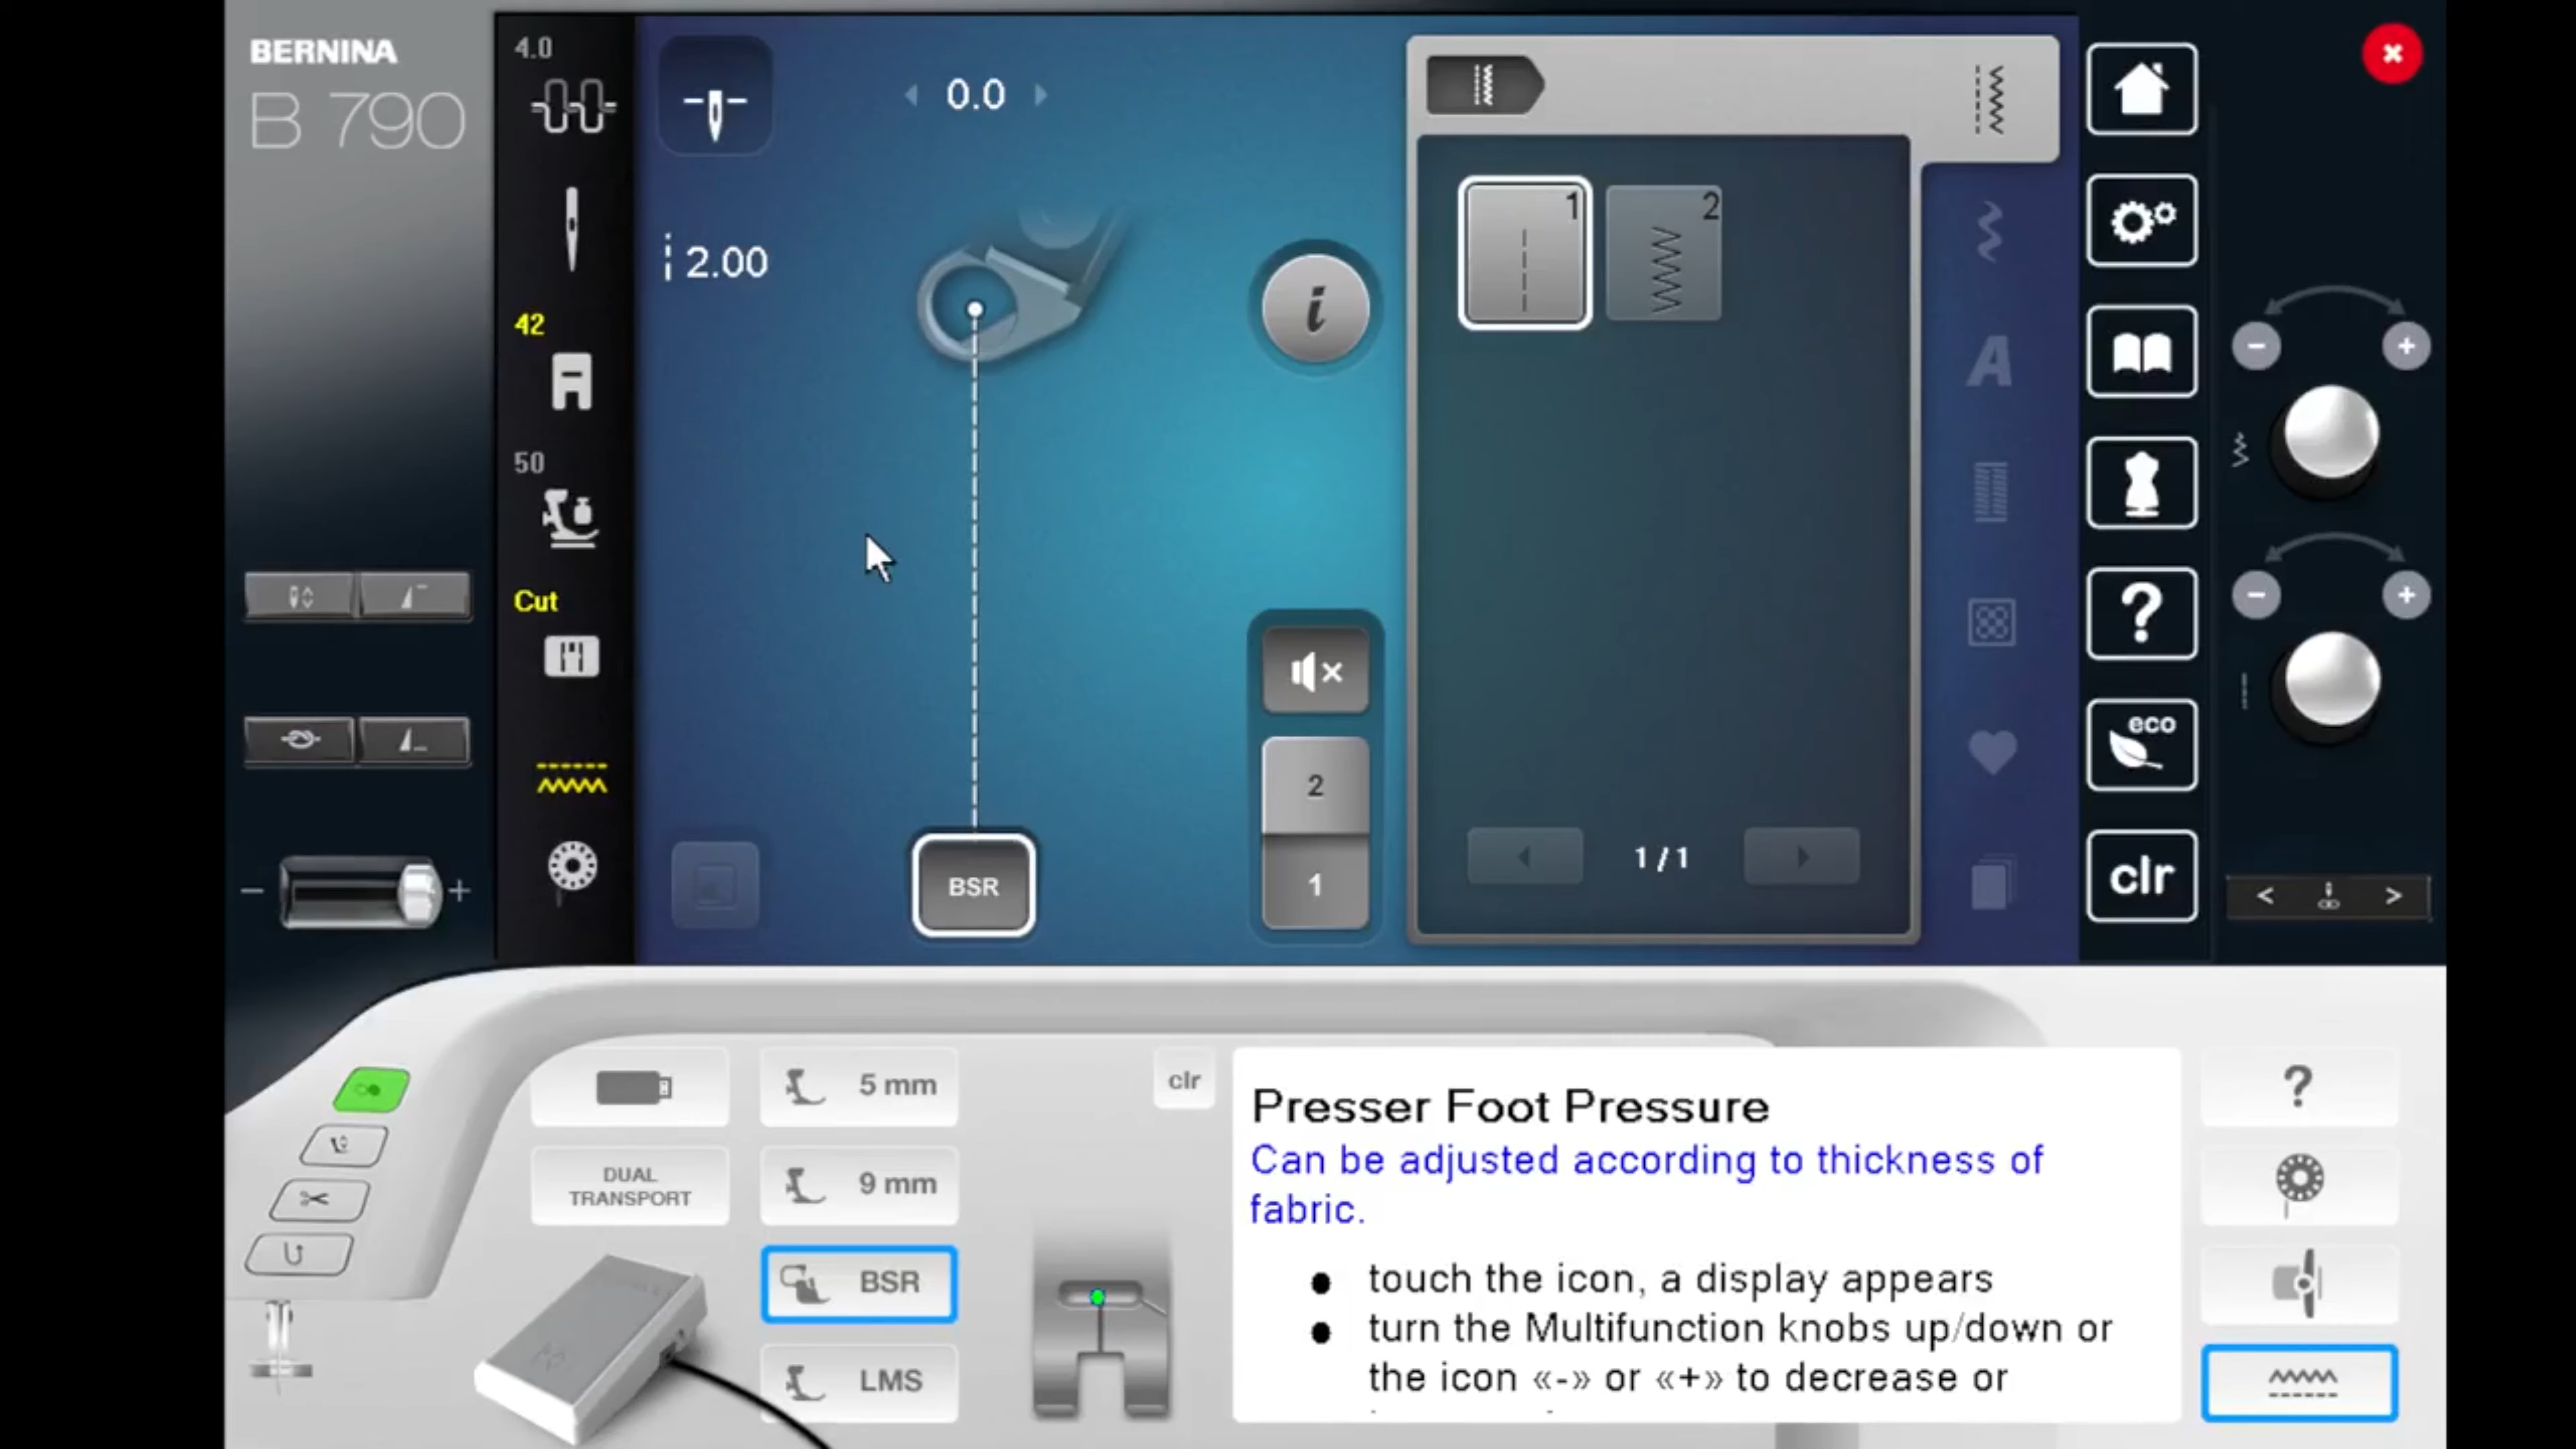 BERNINA
B 790
4.0
42
50
Cut
0.0
2.00
i
BSR
2
1
1
2
1 / 1
A
?
eco
clr
5 mm
9 mm
BSR
LMS
DUAL
TRANSPORT
clr
Presser Foot Pressure
Can be adjusted according to thickness of
fabric.
● touch the icon, a display appears
● turn the Multifunction knobs up/down or
the icon «-» or «+» to decrease or
?